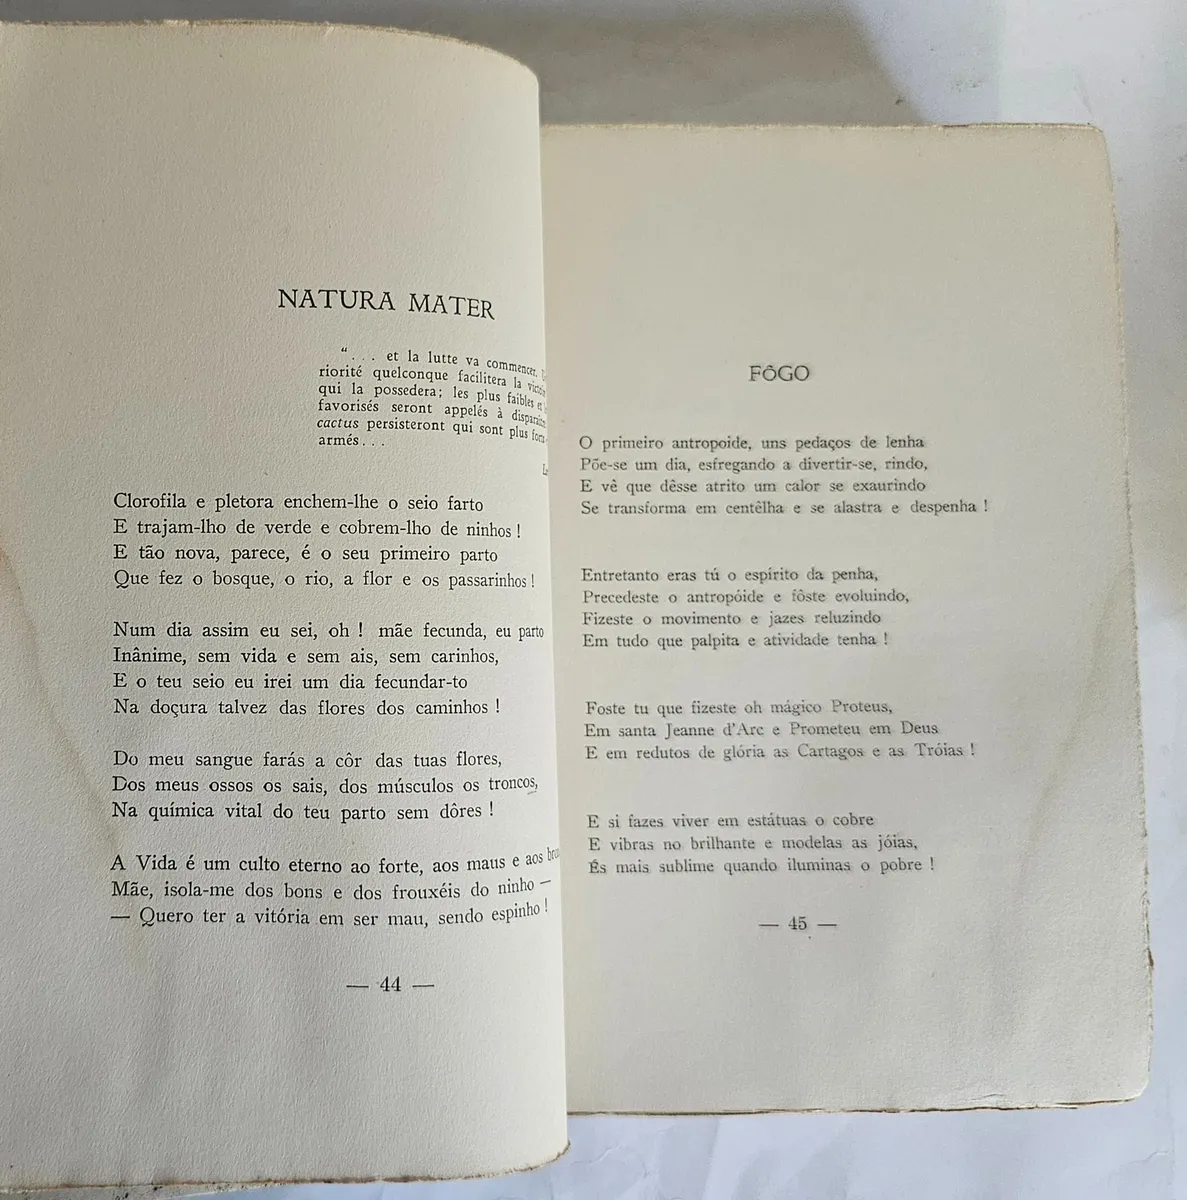 NATURA MATER
“. . . et la lutte va commencer.
riorité quelconque facilitera la
qui la possedera; les plus faibles et
favorisés seront appelés à
cactus persisteront qui sont plus
armés . . .
Clorofila e pletora enchem-lhe o seio farto
E trajam-lho de verde e cobrem-lho de ninhos !
E tão nova, parece, é o seu primeiro parto
Que fez o bosque, o rio, a flor e os passarinhos !
Num dia assim eu sei, oh ! mãe fecunda, eu parto
Inânime, sem vida e sem ais, sem carinhos,
E o teu seio eu irei um dia fecundar-to
Na doçura talvez das flores dos caminhos !
Do meu sangue farás a côr das tuas flores,
Dos meus ossos os sais, dos músculos os troncos,
Na química vital do teu parto sem dôres !
A Vida é um culto eterno ao forte, aos maus e aos
Mãe, isola-me dos bons e dos frouxéis do ninho —
— Quero ter a vitória em ser mau, sendo espinho !
— 44 —
FÔGO
O primeiro antropoide, uns pedaços de lenha
Põe-se um dia, esfregando a divertir-se, rindo,
E vê que dêsse atrito um calor se exaurindo
Se transforma em centêlha e se alastra e despenha !
Entretanto eras tú o espírito da penha,
Precedeste o antropóide e fôste evoluindo,
Fizeste o movimento e jazes reluzindo
Em tudo que palpita e atividade tenha !
Foste tu que fizeste oh mágico Proteus,
Em santa Jeanne d'Arc e Prometeu em Deus
E em redutos de glória as Cartagos e as Tróias !
E si fazes viver em estátuas o cobre
E vibras no brilhante e modelas as jóias,
És mais sublime quando iluminas o pobre !
— 45 —